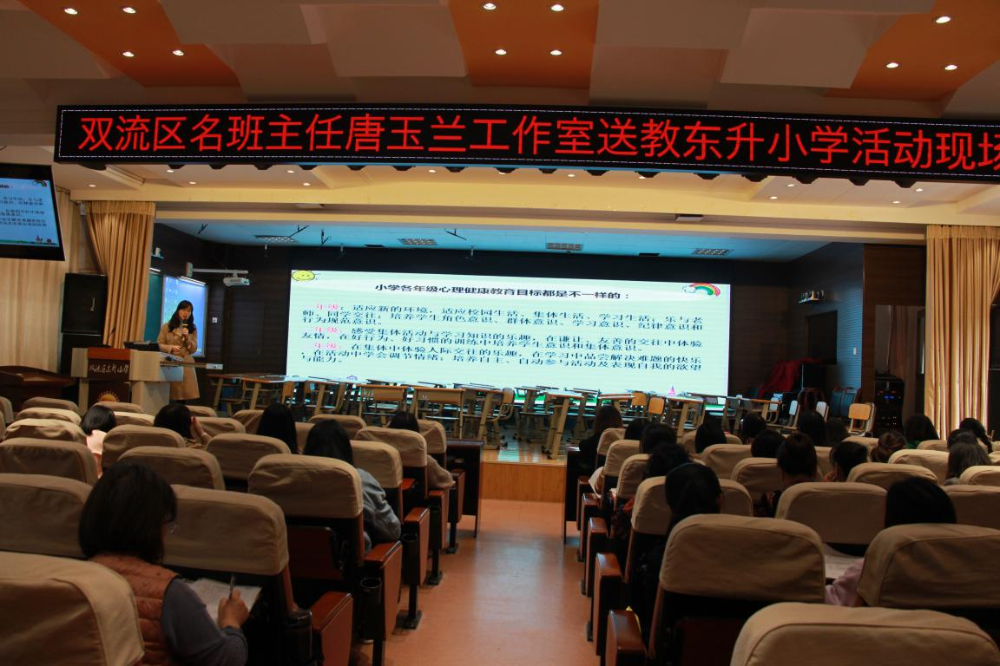 双流区名班主任唐玉兰工作室送教东升小学活动现场
小学各年级心理健康教育目标都是不一样的：
一年级：适应新的环境，适应校园生活、集体生活、学习生活；乐与老
师、同学交往；培养学生角色意识、群体意识、学习意识、纪律意识和
行为规范意识。
二年级：感受集体活动与学习知识的乐趣，在谦让、友善的交往中体验
友情，在好行为、好习惯的训练中培养学生意识和集体意识。
年级：在集体中体验人际交往的乐趣，在学习中品尝解决难题的快乐
与在活动中学会调节情绪；培养自主、自动参与活动及表现自我的欲望
与能力。
双流区东升小学